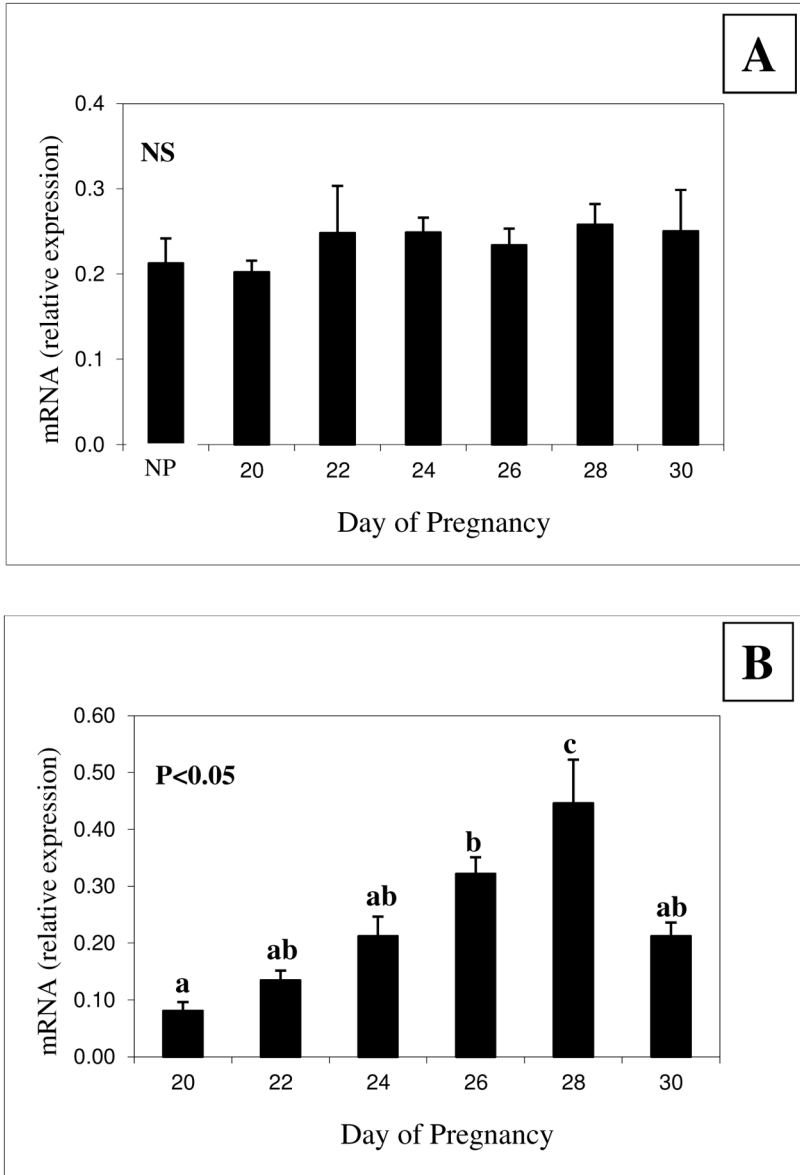 A
0.4
NS
0.3
0.2
0.1
0.0
mRNA (relative expression)
NP 20 22 24 26 28 30
Day of Pregnancy
B
0.60
P<0.05
c
0.50
0.40
b
0.30
ab ab
0.20
ab
a
0.10
0.00
mRNA (relative expression)
20 22 24 26 28 30
Day of Pregnancy